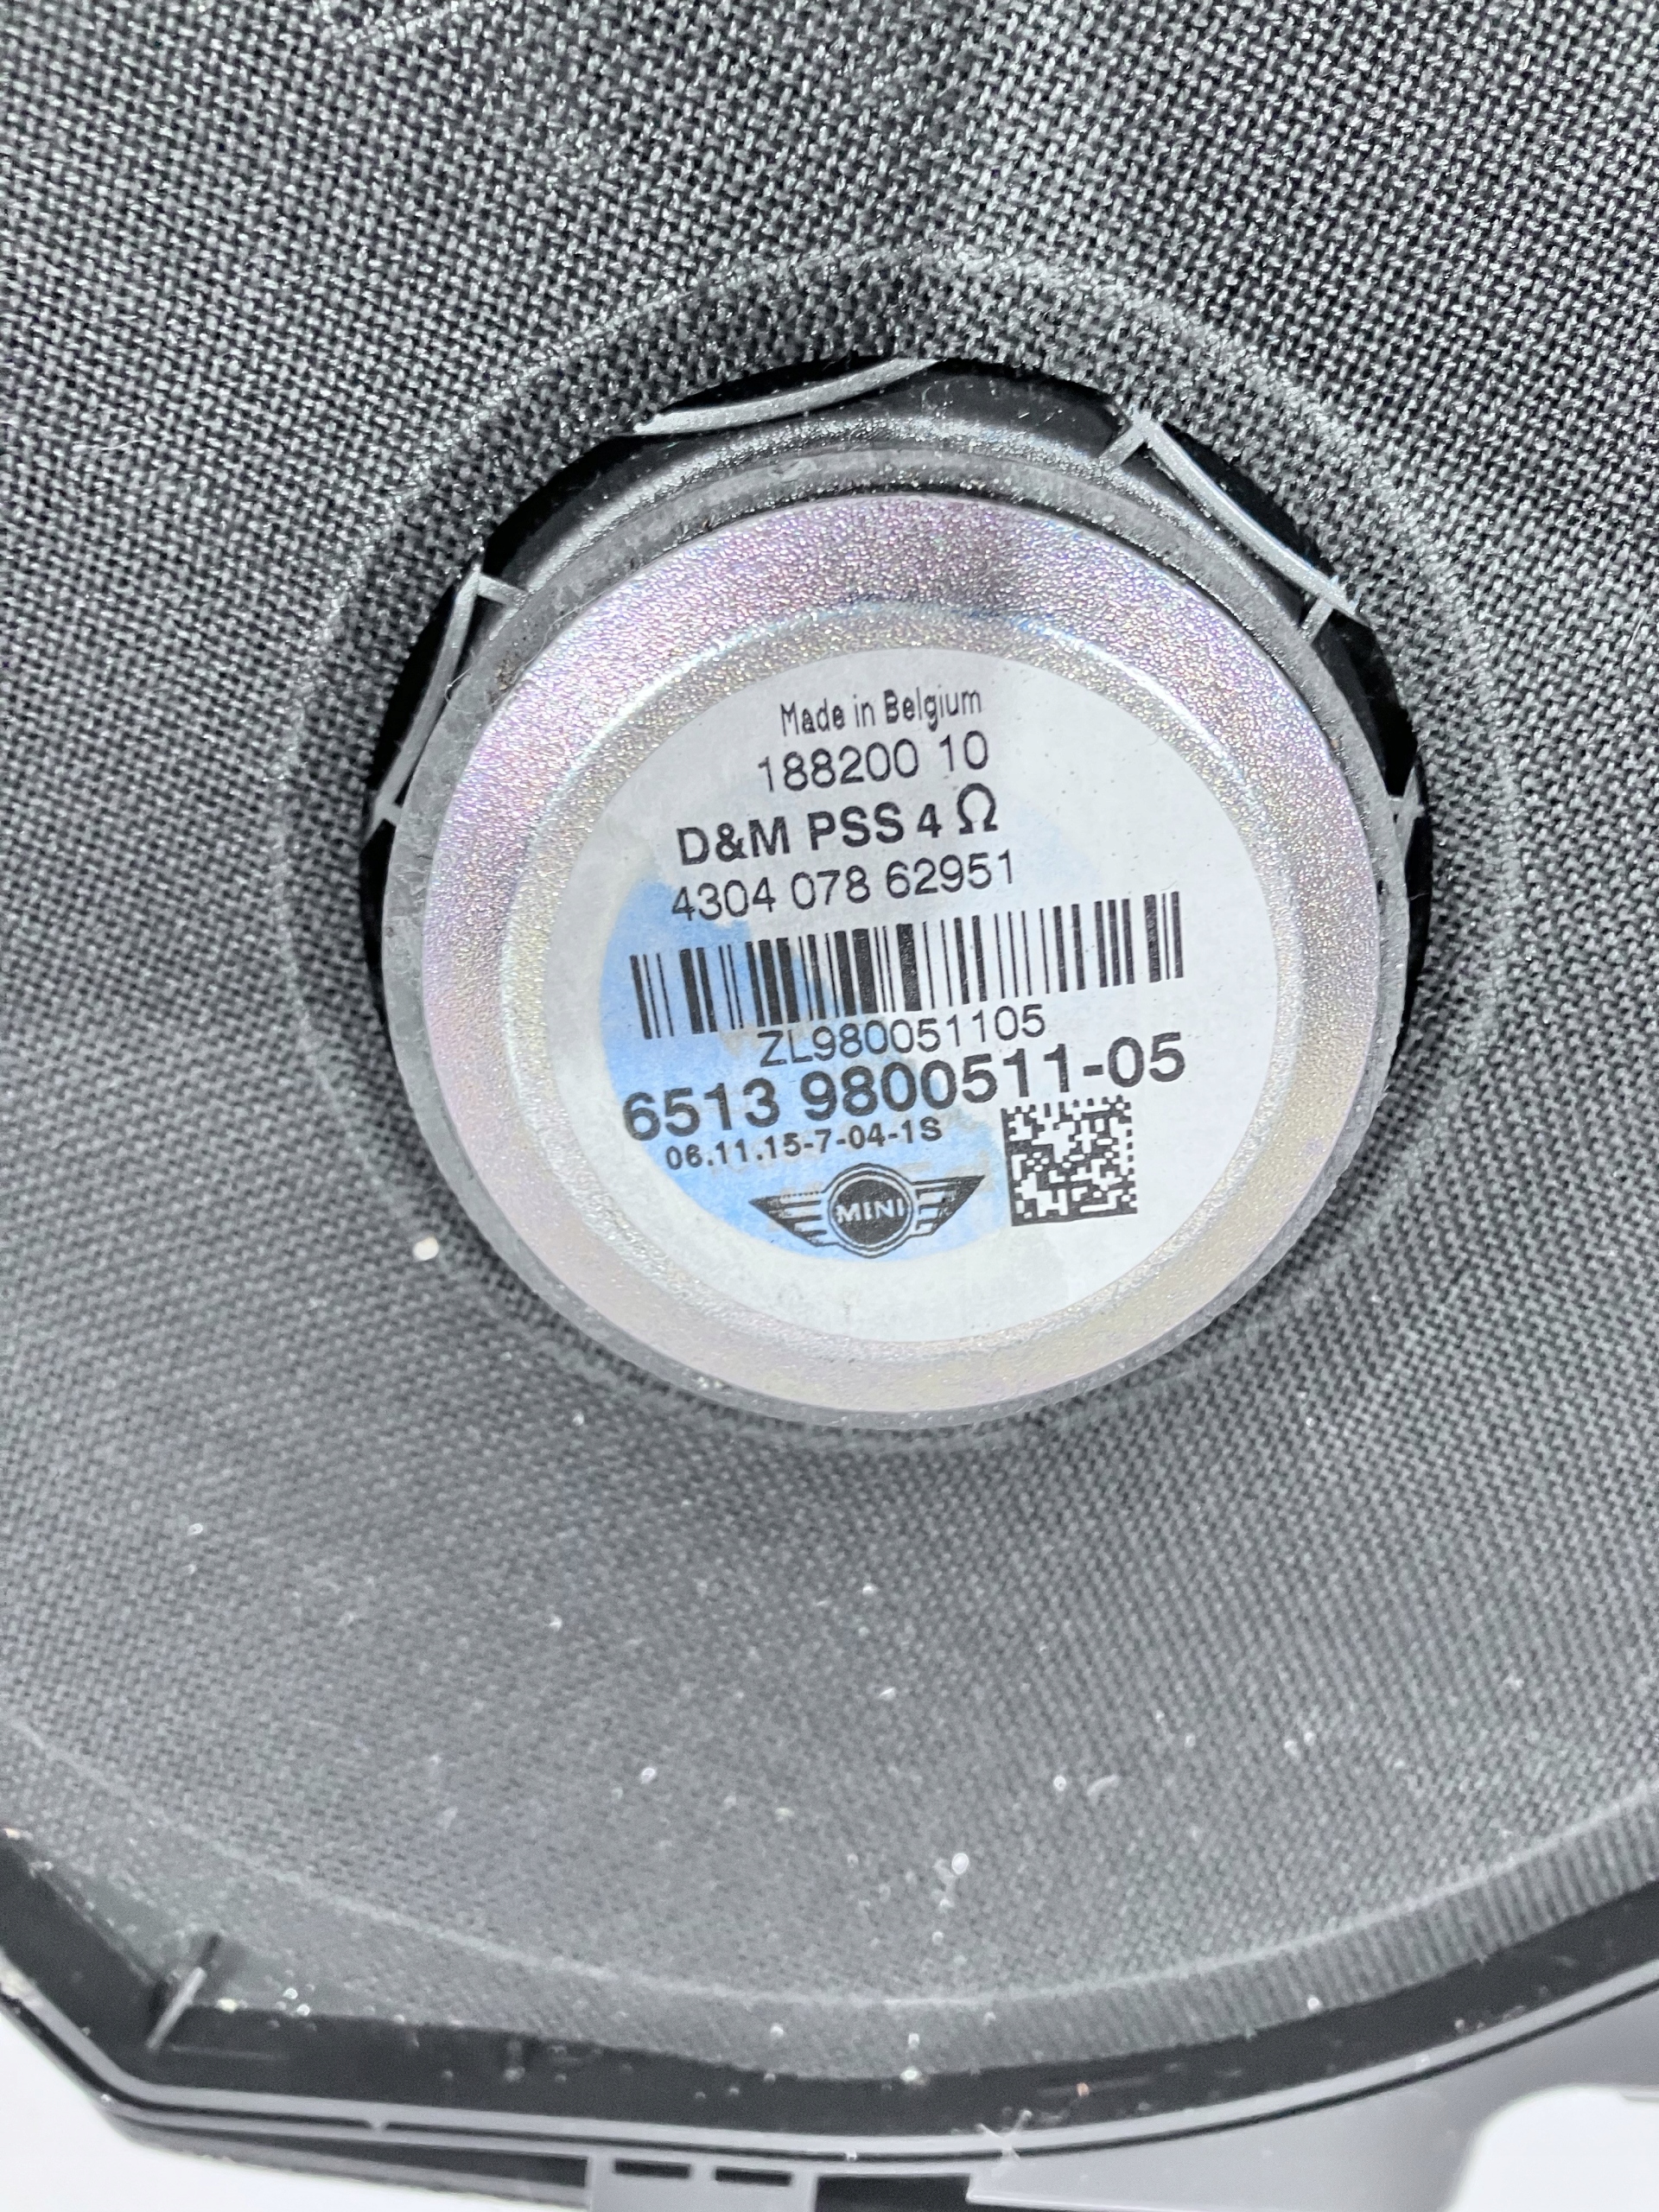 Made in Belgium
188200 10
D&M PSS 4 Ω
4304 078 62951
ZL980051105
6513 9800511-05
06.11.15-7-04-1S
MINI